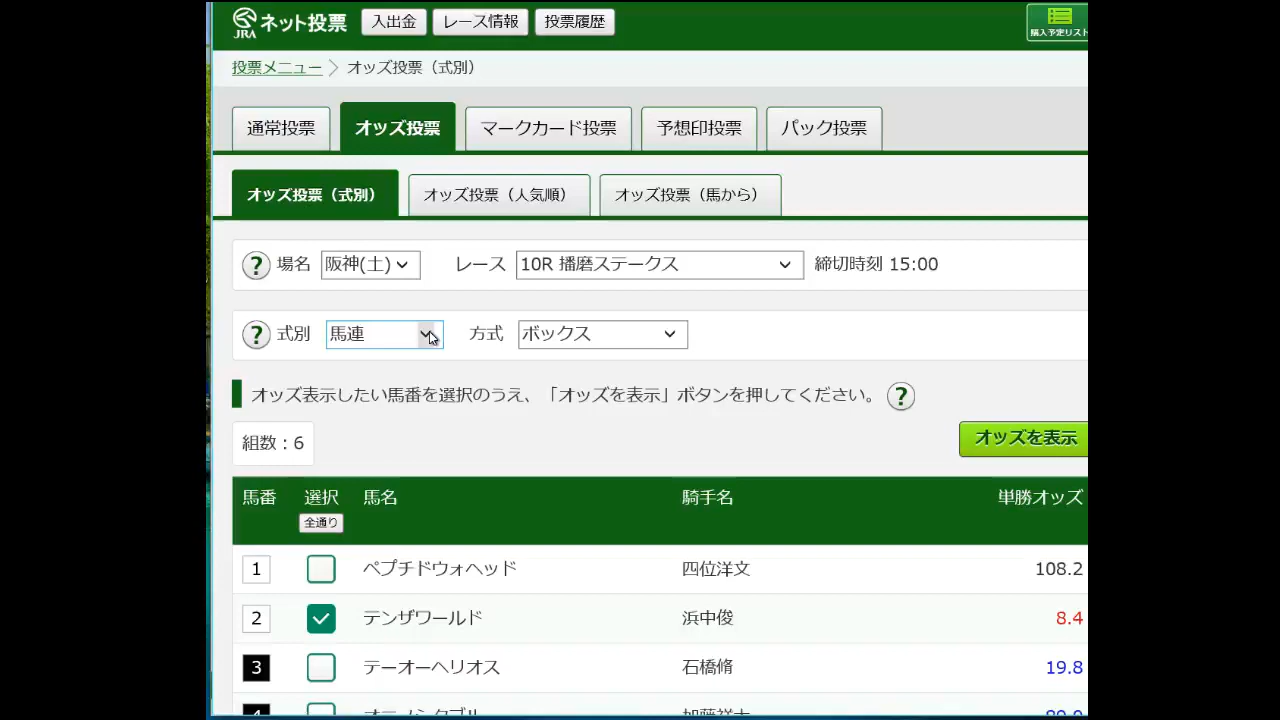 JRA ネット投票 入出金 レース情報 投票履歴 購入予定リスト
投票メニュー > オッズ投票（式別）
通常投票 オッズ投票 マークカード投票 予想印投票 パック投票
オッズ投票（式別） オッズ投票（人気順） オッズ投票（馬から）
? 場名 阪神(土) レース 10R 播磨ステークス 締切時刻 15:00
? 式別 馬連 方式 ボックス
オッズ表示したい馬番を選択のうえ、「オッズを表示」ボタンを押してください。 ?
組数：6 オッズを表示
馬番 選択 馬名 騎手名 単勝オッズ
全通り
1 ペプチドウォヘッド 四位洋文 108.2
2 テンザワールド 浜中俊 8.4
3 テーオーヘリオス 石橋脩 19.8